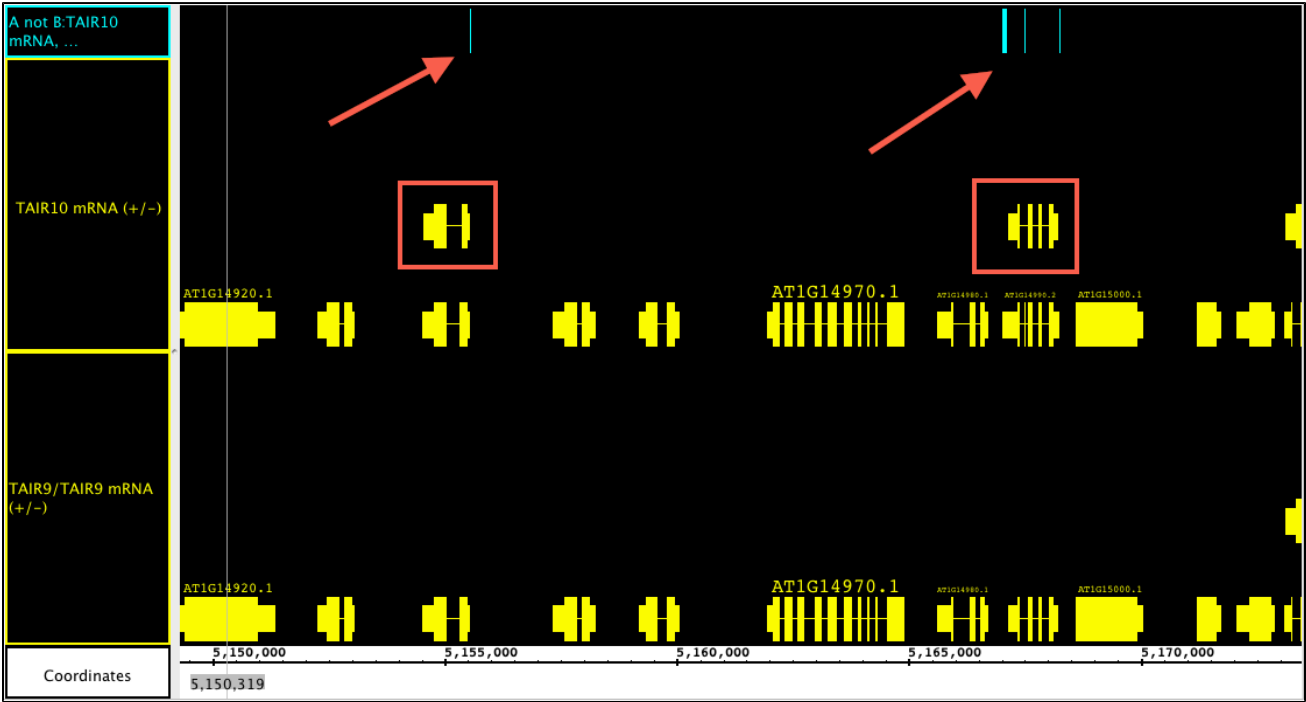 A not B:TAIR10
mRNA, ...
TAIR10 mRNA (+/-)
AT1G14920.1
AT1G14970.1
AT1G14980.1
AT1G14990.2
AT1G15000.1
TAIR9/TAIR9 mRNA
(+/-)
AT1G14920.1
AT1G14970.1
AT1G14980.1
AT1G15000.1
5,150,000
5,155,000
5,160,000
5,165,000
5,170,000
Coordinates
5,150,319